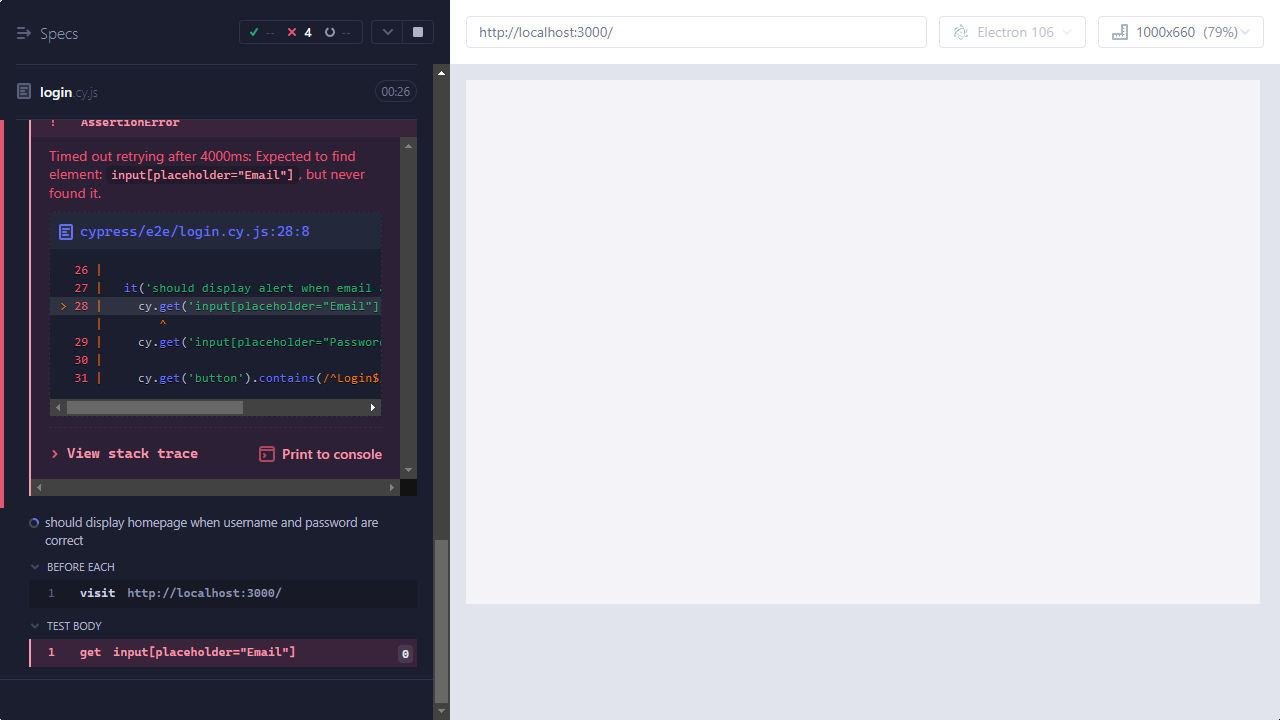 Specs
-- 4 --
http://localhost:3000/
Electron 106
1000x660 (79%)
login.cy.js
00:26
! AssertionError
Timed out retrying after 4000ms: Expected to find
element: input[placeholder="Email"], but never
found it.
cypress/e2e/login.cy.js:28:8
26 |
27 | it('should display alert when email
> 28 | cy.get('input[placeholder="Email"]
| ^
29 | cy.get('input[placeholder="Passwor
30 |
31 | cy.get('button').contains(/^Login$
> View stack trace
Print to console
should display homepage when username and password are
correct
BEFORE EACH
1 visit http://localhost:3000/
TEST BODY
1 get input[placeholder="Email"] 0